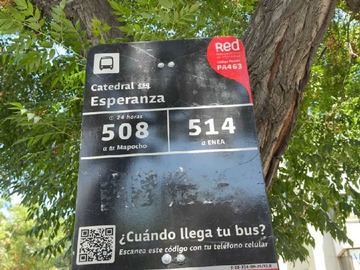 Red
PA463
Catedral esq.
Esperanza
24 horas
508
a Mapocho
514
a ENEA
¿Cuándo llega tu bus?
Escanea este código con tu teléfono celular